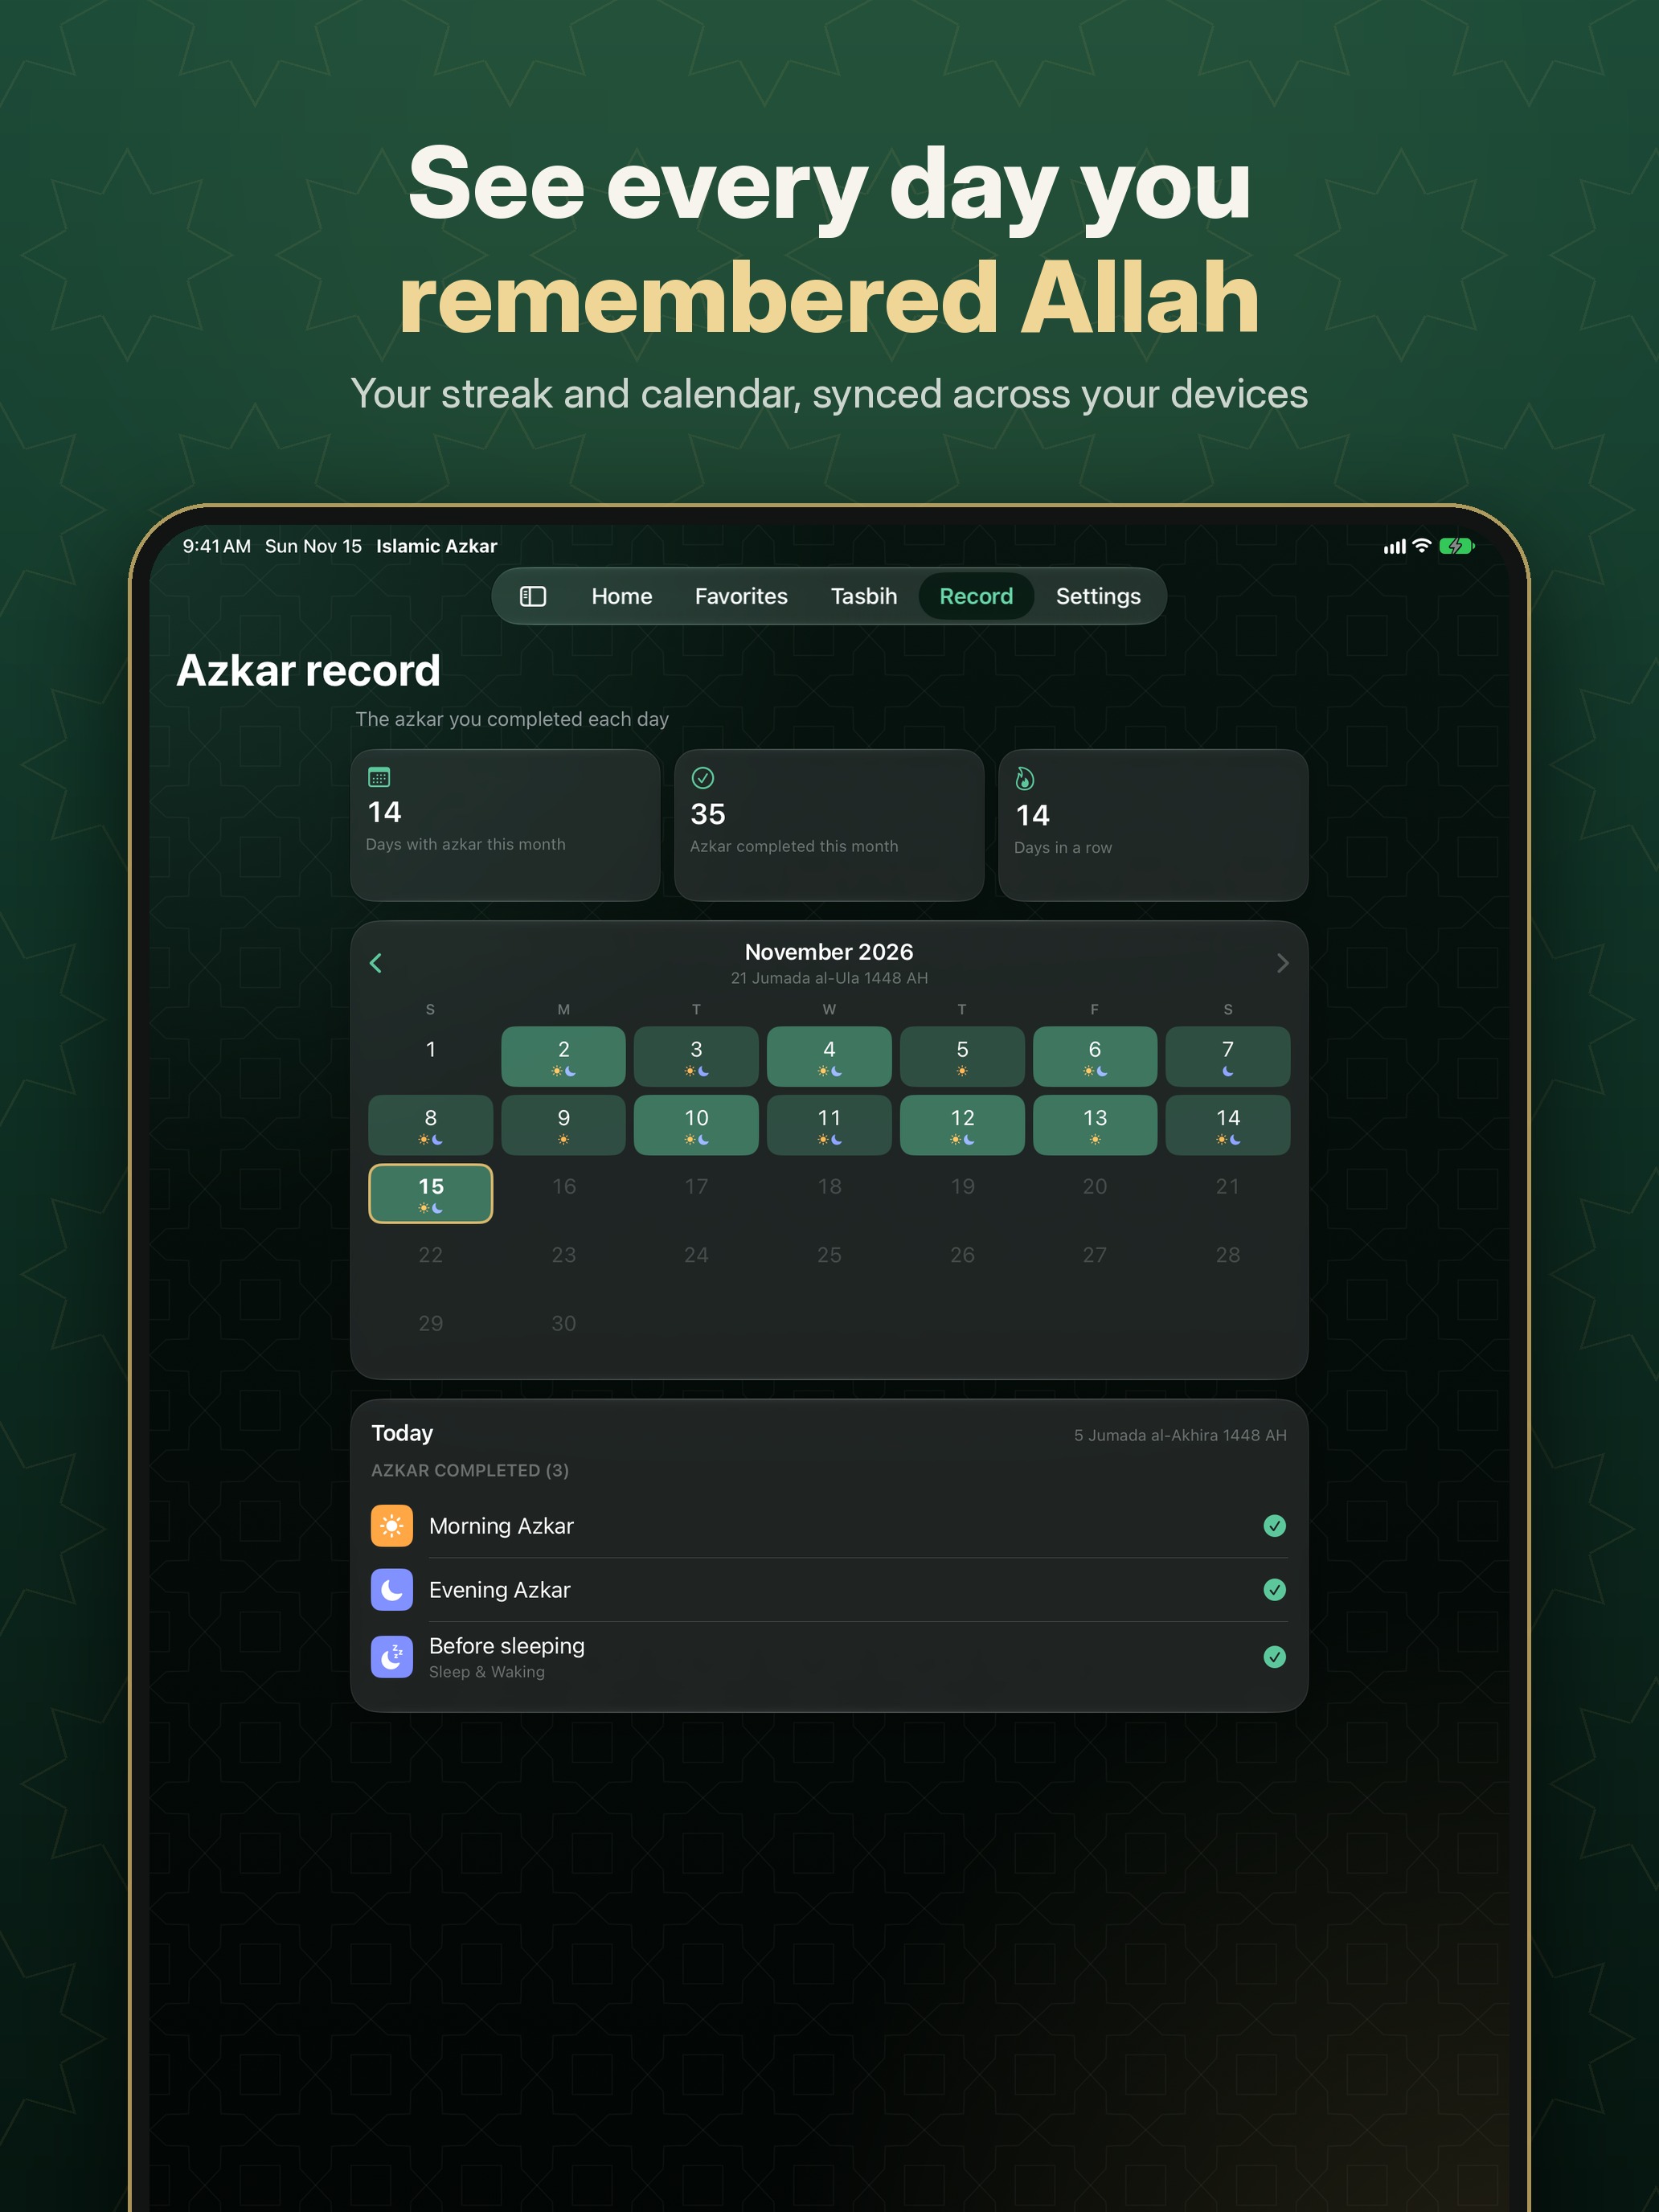 See every day you
remembered Allah
Your streak and calendar, synced across your devices
9:41 AM Sun Nov 15 Islamic Azkar
Home Favorites Tasbih Record Settings
Azkar record
The azkar you completed each day
14 35 14
Days with azkar this month Azkar completed this month Days in a row
November 2026
21 Jumada al-Ula 1448 AH
S M T W T F S
1 2 3 4 5 6 7
8 9 10 11 12 13 14
15 16 17 18 19 20 21
22 23 24 25 26 27 28
29 30
Today 5 Jumada al-Akhira 1448 AH
AZKAR COMPLETED (3)
Morning Azkar
Evening Azkar
Before sleeping
Sleep & Waking